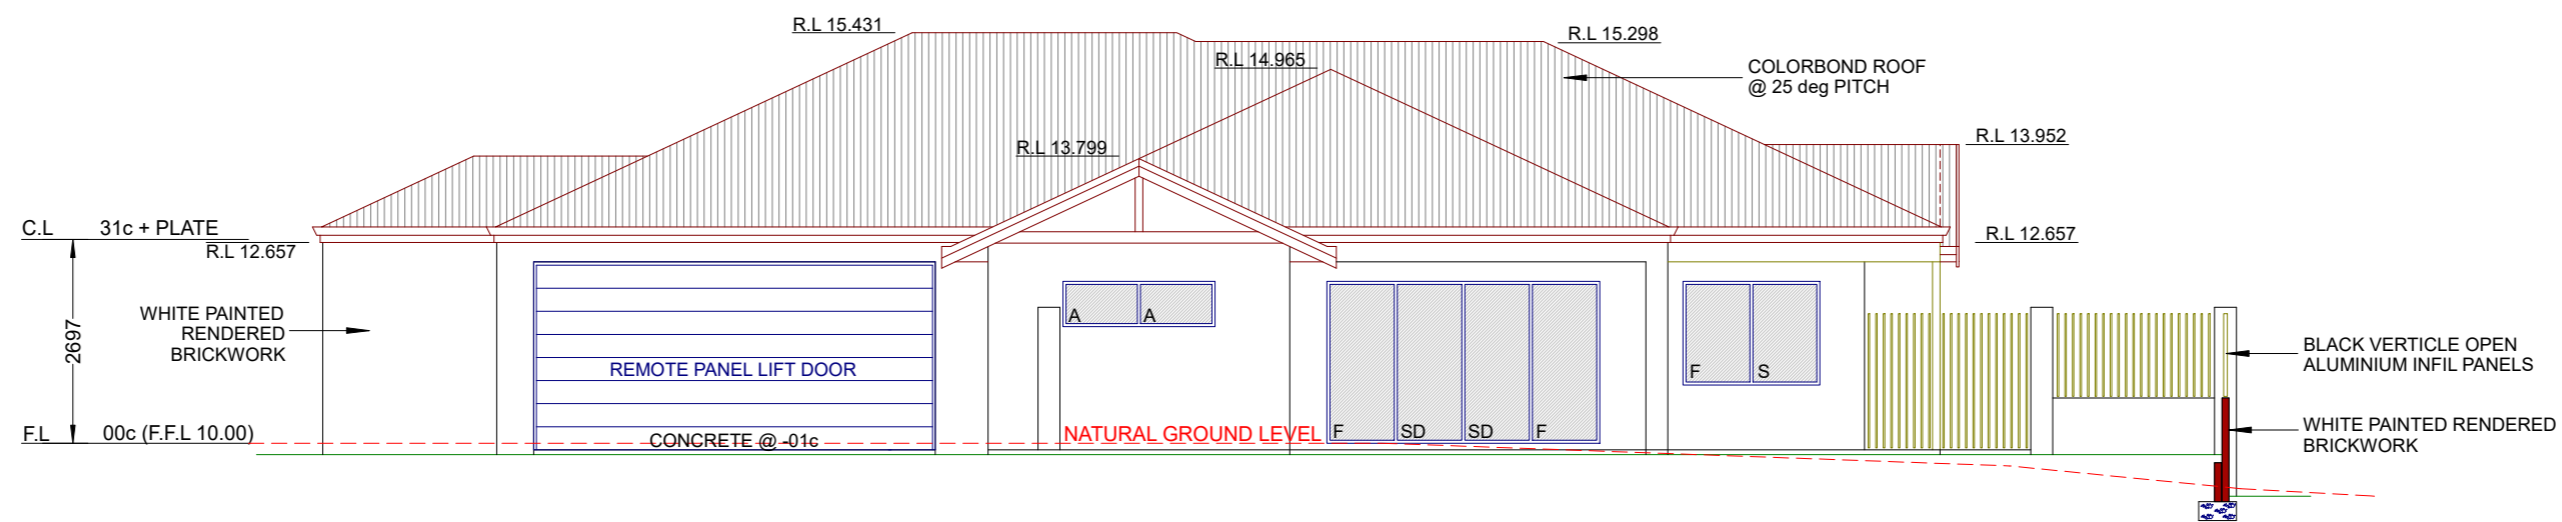 R.L 15.431
R.L 15.298
R.L 14.965
COLORBOND ROOF
@ 25 deg PITCH
R.L 13.799
R.L 13.952
C.L 31c + PLATE
R.L 12.657
R.L 12.657
2697
WHITE PAINTED
RENDERED
BRICKWORK
A A
REMOTE PANEL LIFT DOOR
F S
BLACK VERTICLE OPEN
ALUMINIUM INFIL PANELS
F.L 00c (F.F.L 10.00)
CONCRETE @ -01c
NATURAL GROUND LEVEL
F SD SD F
WHITE PAINTED RENDERED
BRICKWORK